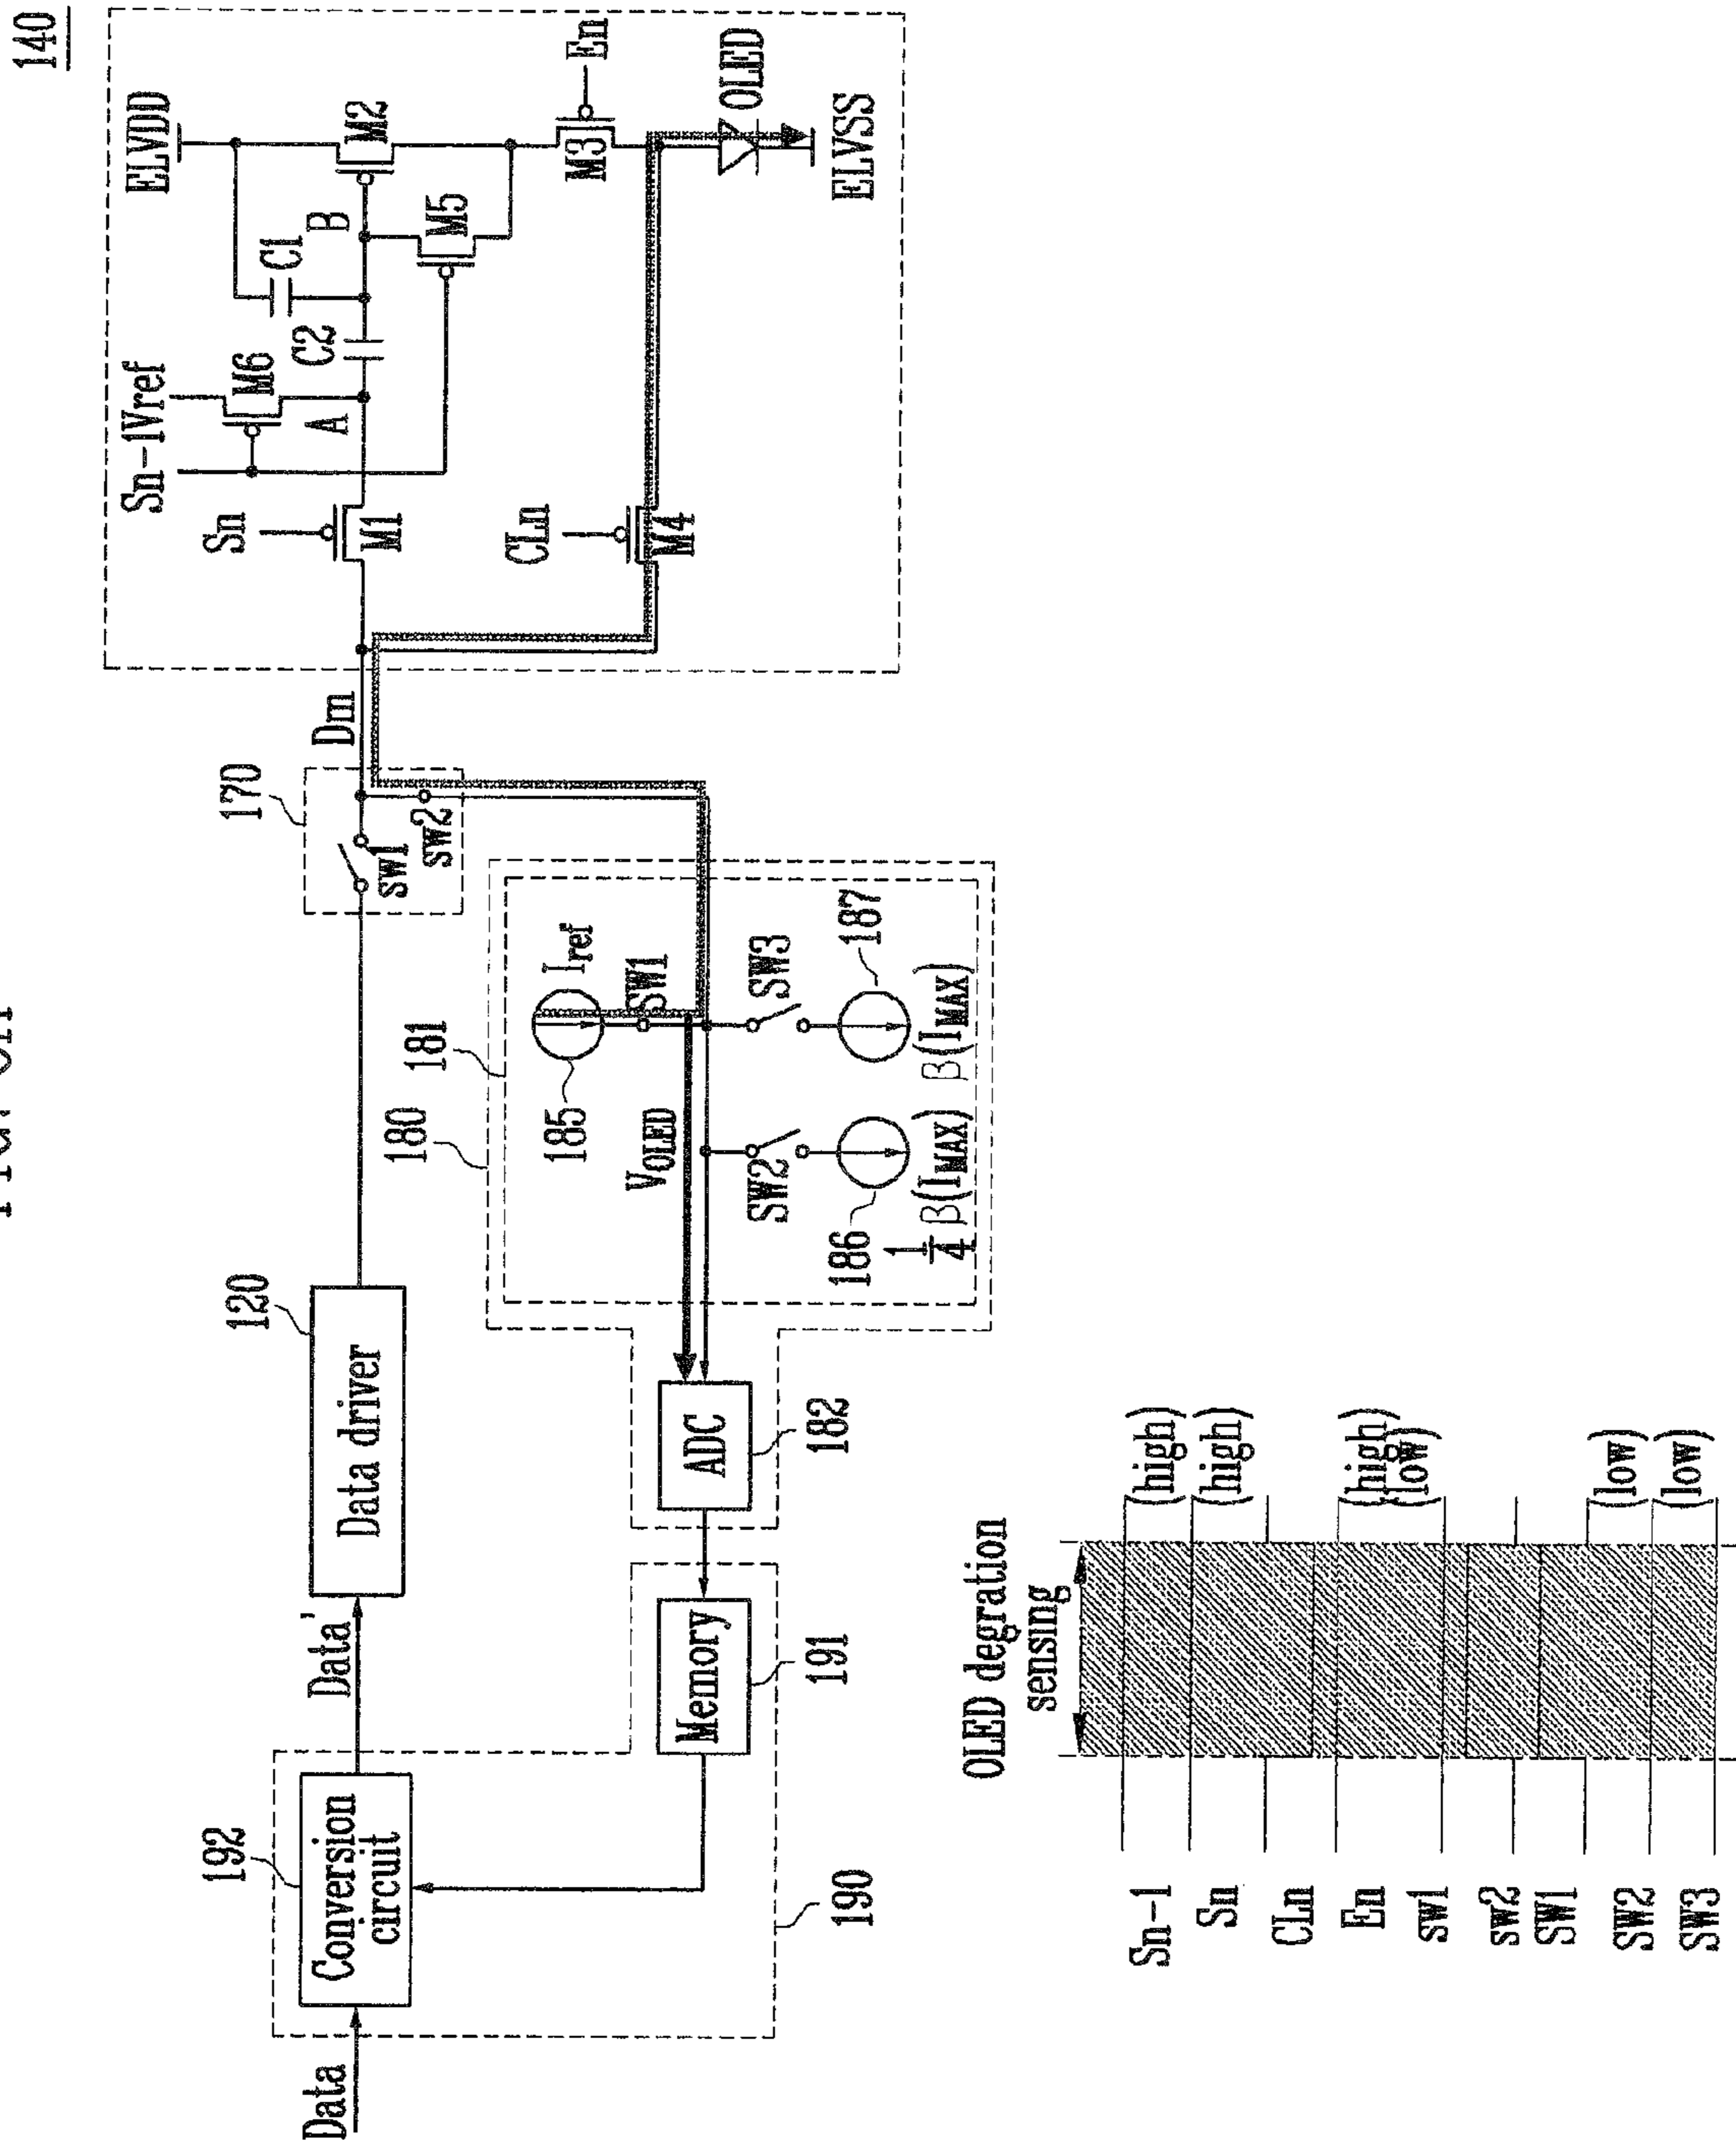 140
ELVDD
Sn-1Vref
M6
C1
C2
A
B
M2
M5
Sn
M1
En
M3
CLn
M4
OLED
ELVSS
Dm
170
sw1
sw2
120
Data driver
Data'
192
Conversion
circuit
Data
190
Memory
191
ADC
182
180
181
185
Iref
SW1
VOLED
SW2
SW3
186
187
1/4 β(IMAX)
β(IMAX)
OLED degration
sensing
Sn-1 (high)
Sn (high)
CLn
En (high)
sw1 (low)
sw2
SW1
SW2 (low)
SW3 (low)